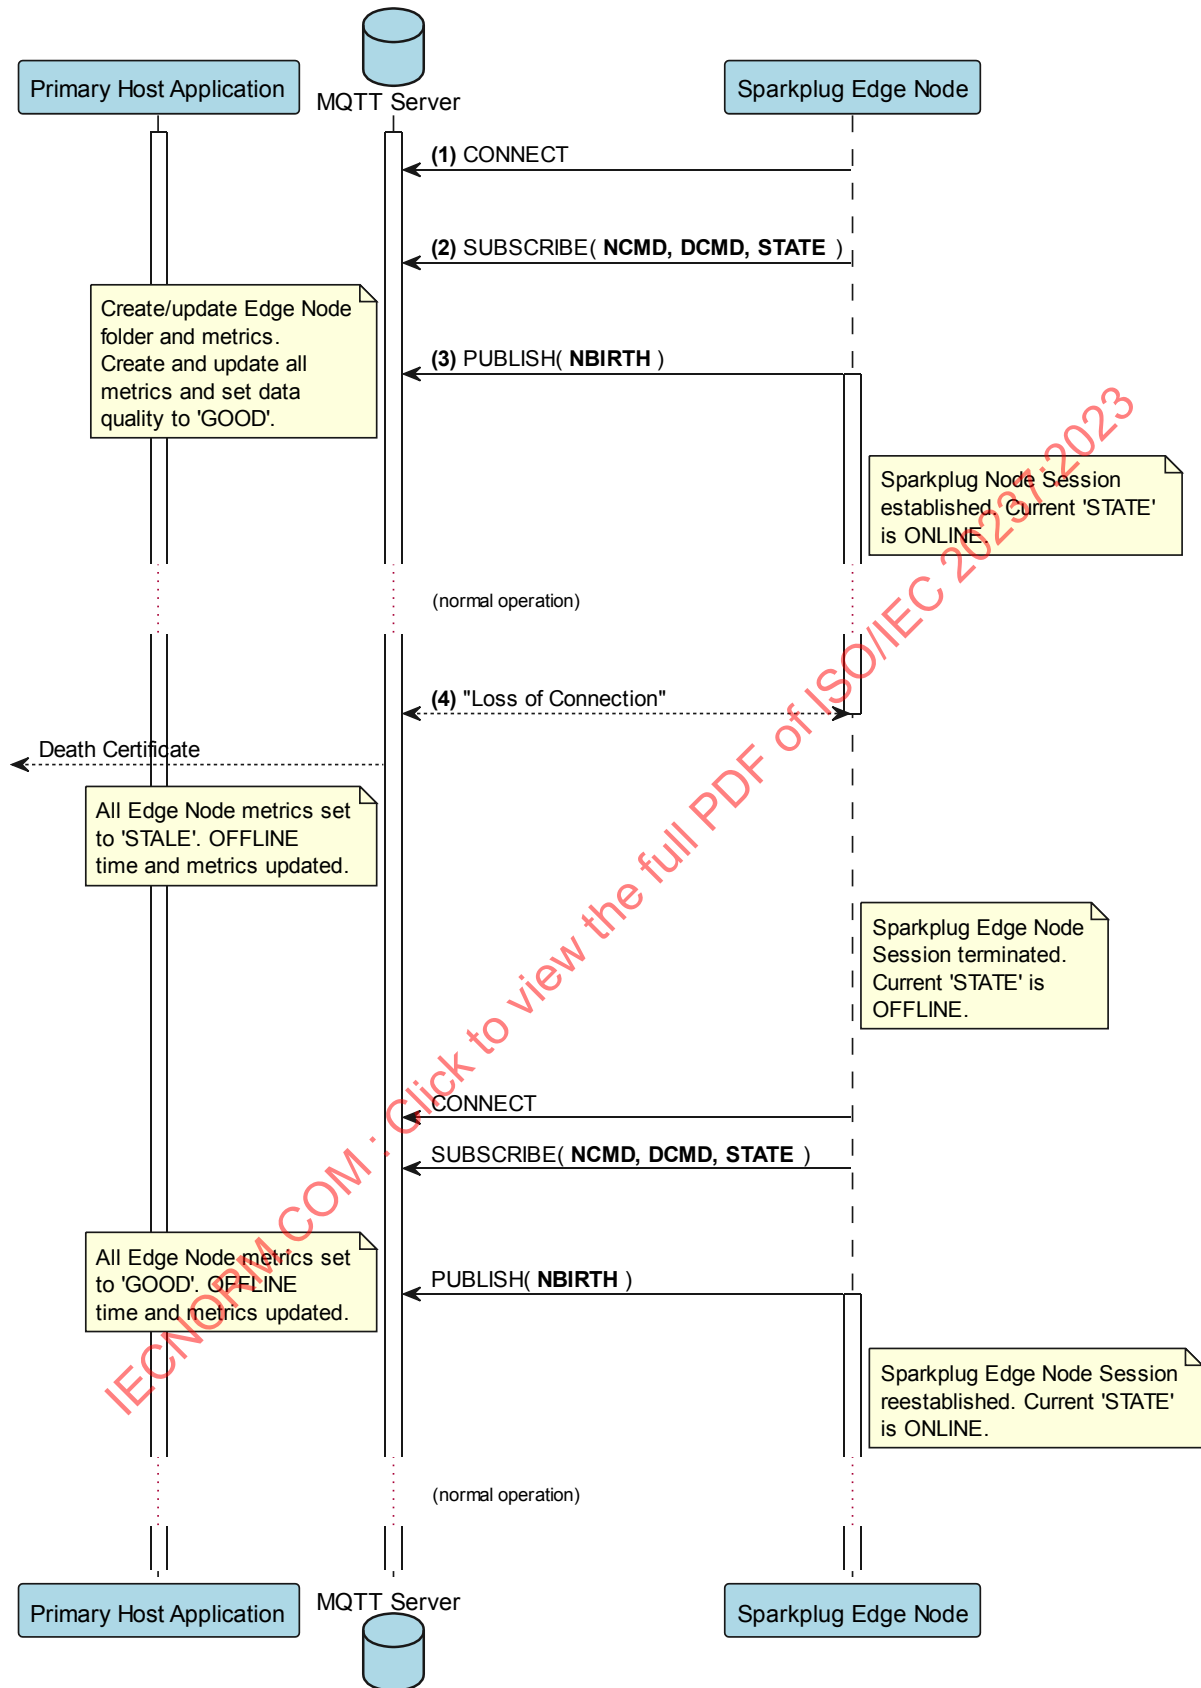 Primary Host Application
MQTT Server
Sparkplug Edge Node
(1) CONNECT
(2) SUBSCRIBE( NCMD, DCMD, STATE )
Create/update Edge Node
folder and metrics.
Create and update all
metrics and set data
quality to 'GOOD'.
(3) PUBLISH( NBIRTH )
Sparkplug Node Session
established. Current 'STATE'
is ONLINE.
(normal operation)
(4) "Loss of Connection"
Death Certificate
All Edge Node metrics set
to 'STALE'. OFFLINE
time and metrics updated.
Sparkplug Edge Node
Session terminated.
Current 'STATE' is
OFFLINE.
CONNECT
SUBSCRIBE( NCMD, DCMD, STATE )
All Edge Node metrics set
to 'GOOD'. OFFLINE
time and metrics updated.
PUBLISH( NBIRTH )
Sparkplug Edge Node Session
reestablished. Current 'STATE'
is ONLINE.
(normal operation)
Primary Host Application
MQTT Server
Sparkplug Edge Node
IECNORM.COM : Click to view the full PDF of ISO/IEC 20237:2023